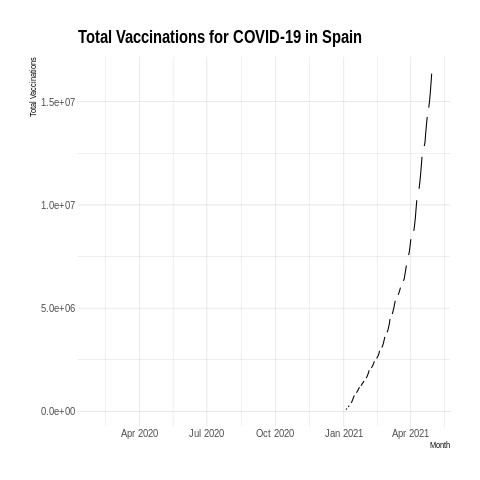 Total Vaccinations for COVID-19 in Spain
Total Vaccinations
1.5e+07
1.0e+07
5.0e+06
0.0e+00
Apr 2020
Jul 2020
Oct 2020
Jan 2021
Apr 2021
Month